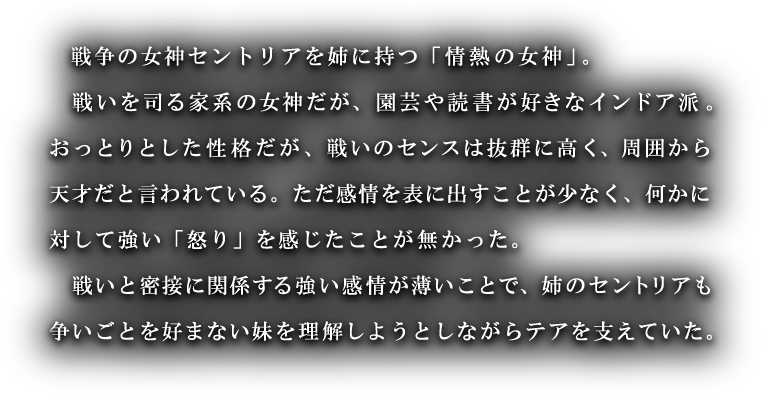 戦争の女神セントリアを姉に持つ「情熱の女神」。
戦いを司る家系の女神だが、園芸や読書が好きなインドア派。
おっとりとした性格だが、戦いのセンスは抜群に高く、周囲から
天才だと言われている。ただ感情を表に出すことが少なく、何かに
対して強い「怒り」を感じたことが無かった。
戦いと密接に関係する強い感情が薄いことで、姉のセントリアも
争いごとを好まない妹を理解しようとしながらテアを支えていた。